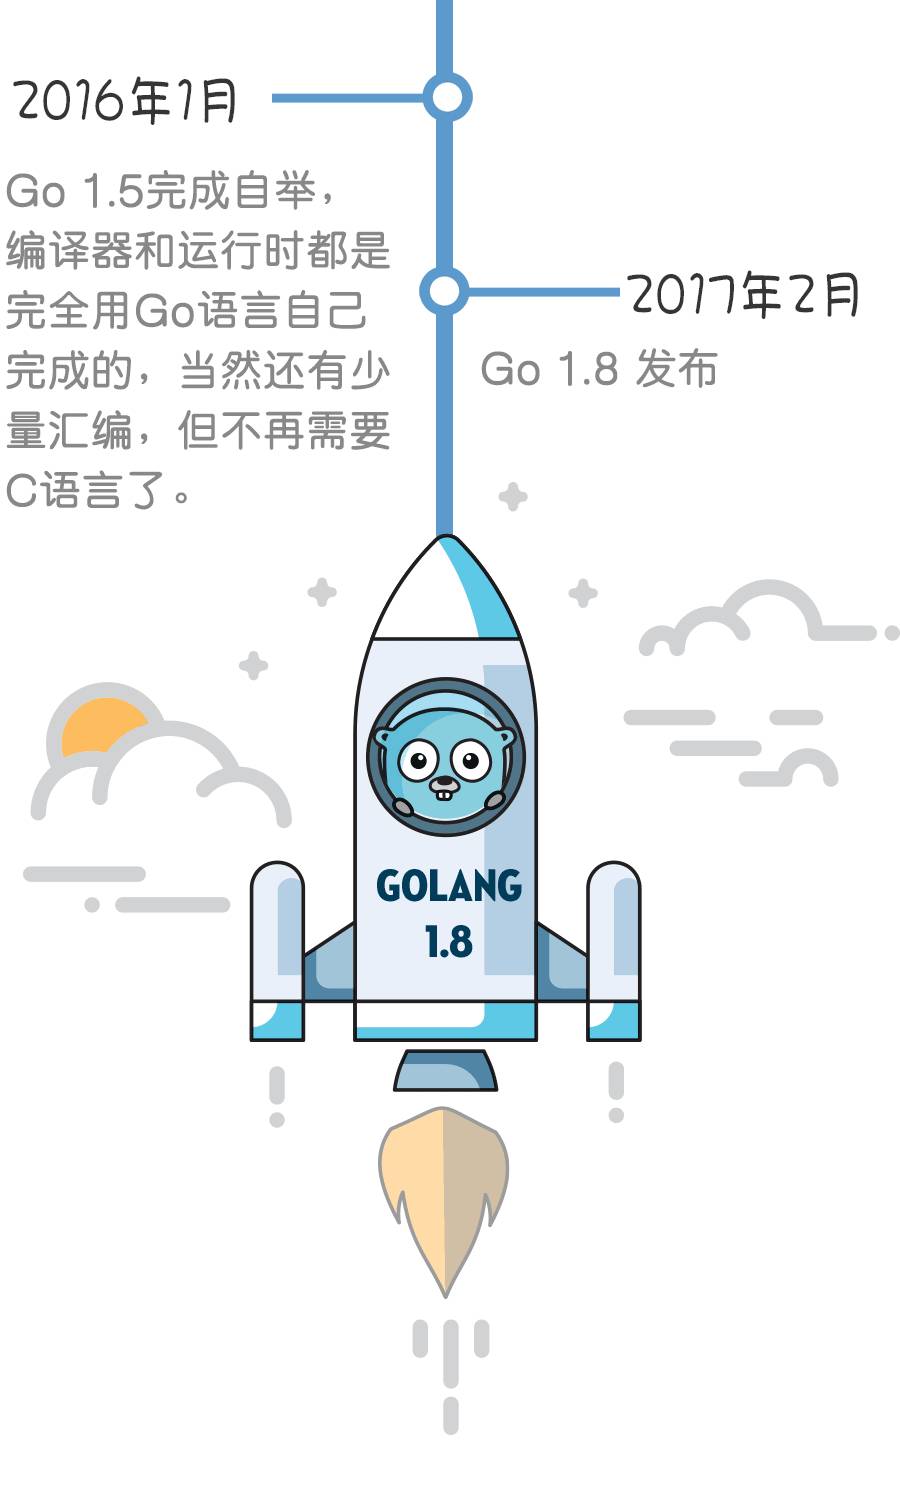 2016年1月
Go 1.5完成自举，
编译器和运行时都是
完全用Go语言自己
完成的，当然还有少
量汇编，但不再需要
C语言了。
2017年2月
Go 1.8 发布
GOLANG
1.8